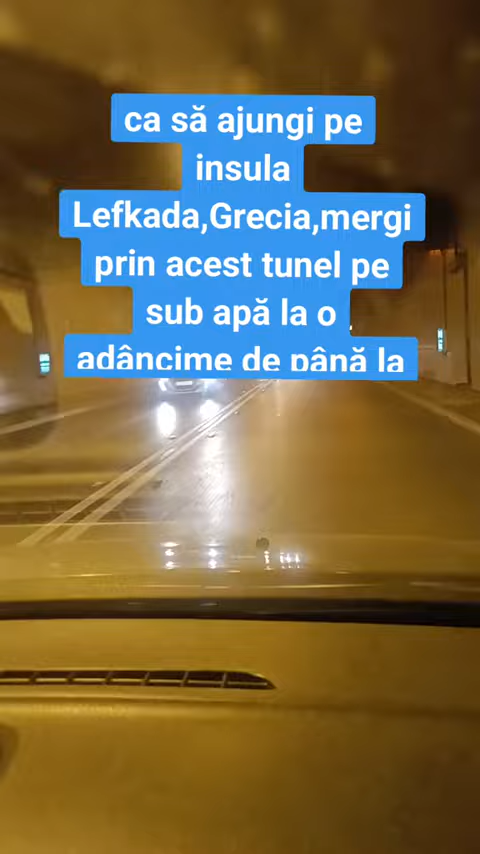 ca să ajungi pe
insula
Lefkada,Grecia,mergi
prin acest tunel pe
sub apă la o
adâncime de până la